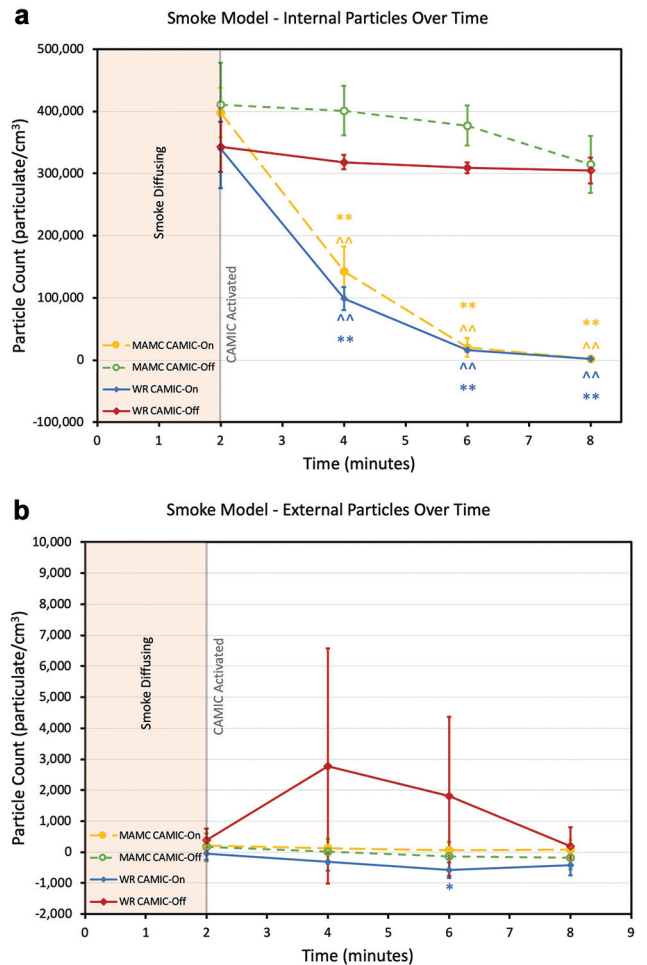 a
Smoke Model - Internal Particles Over Time
Particle Count (particulate/cm³)
500,000
400,000
300,000
200,000
100,000
0
-100,000
Smoke Diffusing
CAMIC Activated
**
^^
^^
**
**
^^
^^
**
**
^^
^^
**
MAMC CAMIC-On
MAMC CAMIC-Off
WR CAMIC-On
WR CAMIC-Off
0 1 2 3 4 5 6 7 8
Time (minutes)
b
Smoke Model - External Particles Over Time
Particle Count (particulate/cm³)
10,000
9,000
8,000
7,000
6,000
5,000
4,000
3,000
2,000
1,000
0
-1,000
-2,000
Smoke Diffusing
CAMIC Activated
MAMC CAMIC-On
MAMC CAMIC-Off
WR CAMIC-On
WR CAMIC-Off
*
0 1 2 3 4 5 6 7 8 9
Time (minutes)